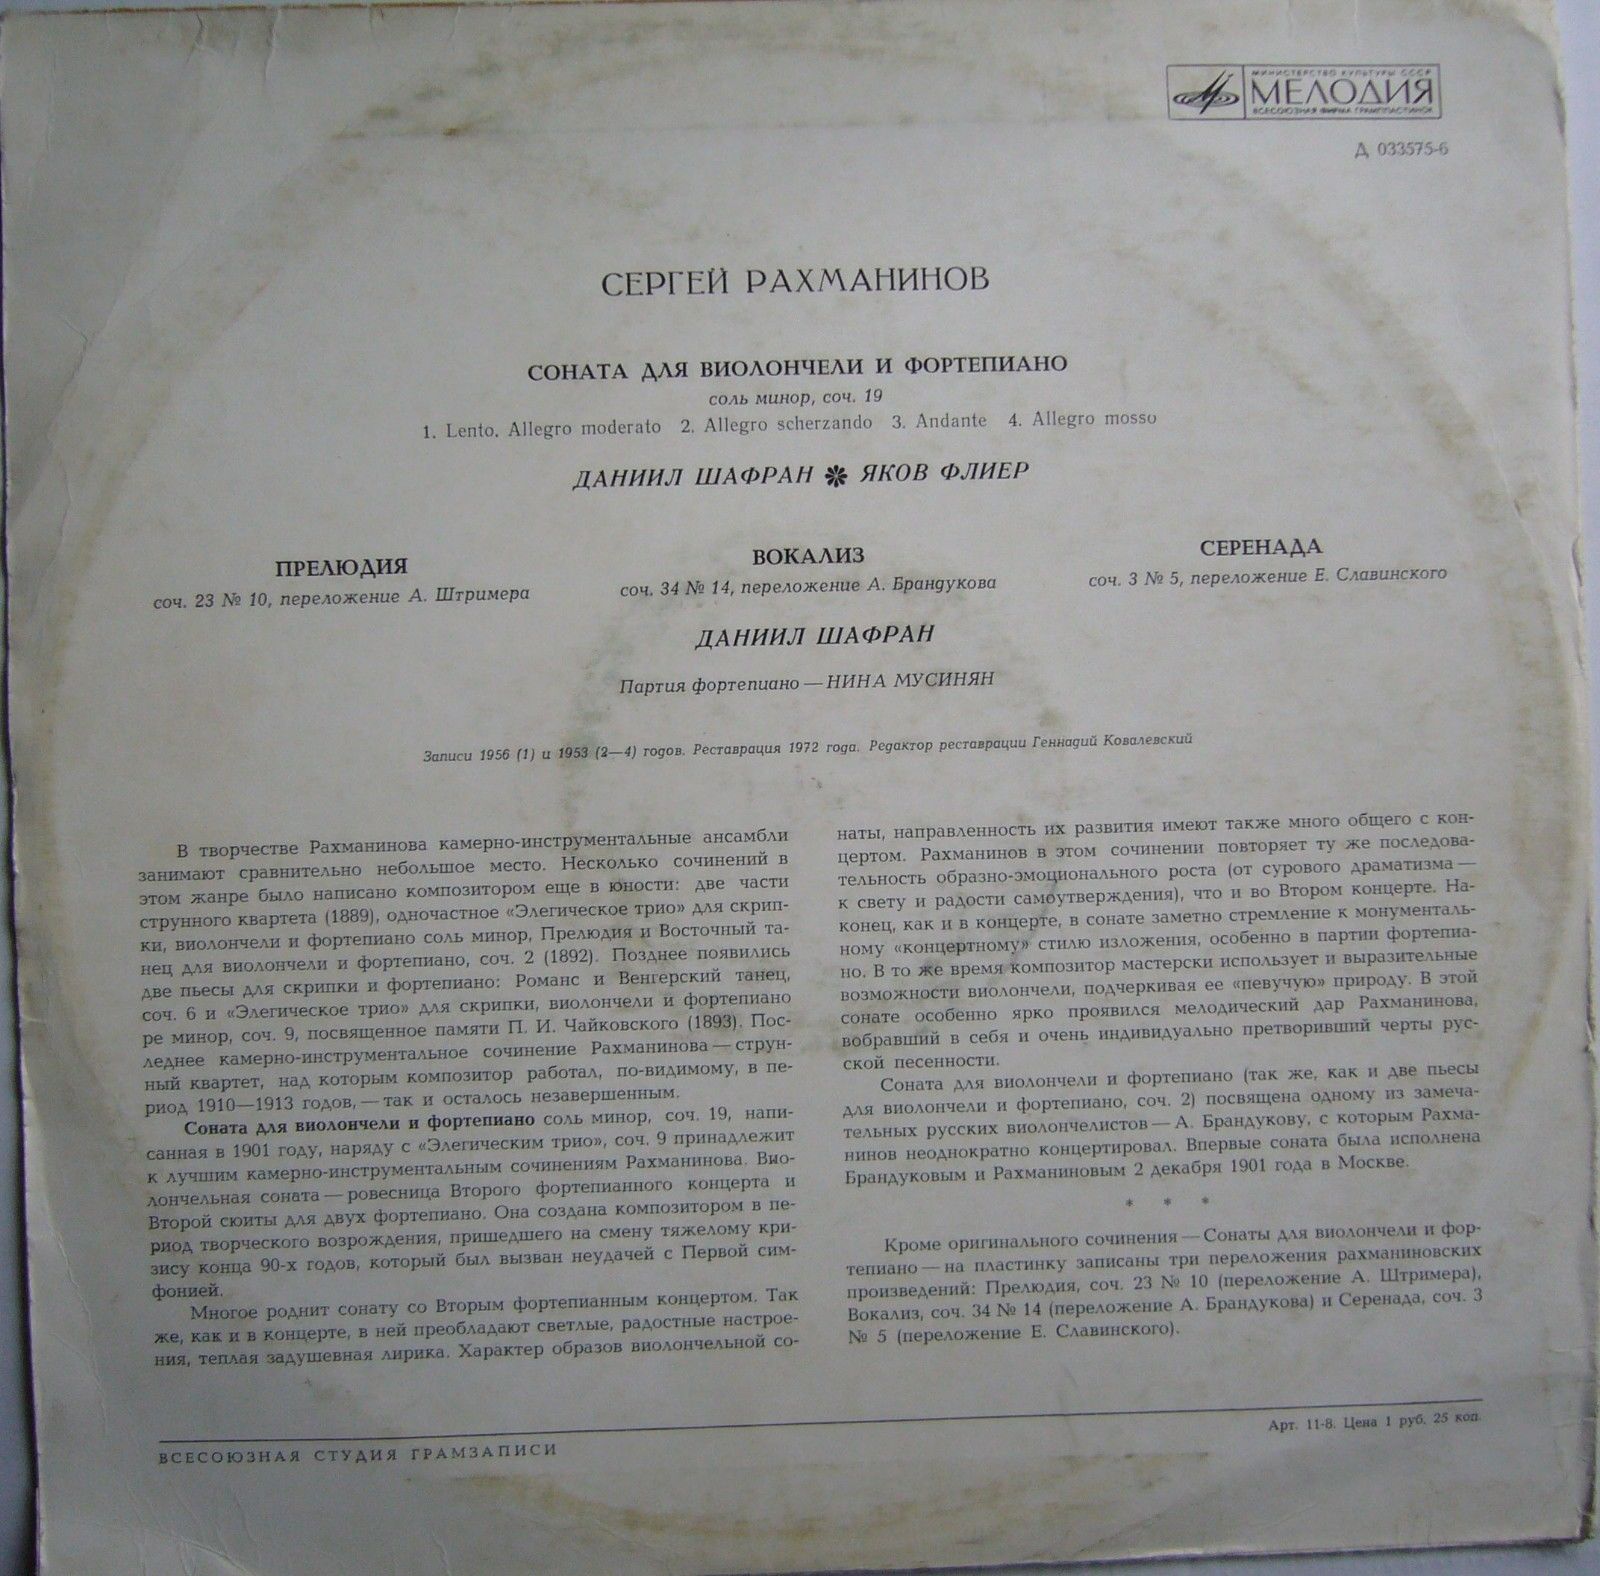 МИНИСТЕРСТВО КУЛЬТУРЫ СССР
МЕЛОДИЯ
ВСЕСОЮЗНАЯ ФИРМА ГРАМПЛАСТИНОК
Д 033575-6
СЕРГЕЙ РАХМАНИНОВ
СОНАТА ДЛЯ ВИОЛОНЧЕЛИ И ФОРТЕПИАНО
соль минор, соч. 19
1. Lento. Allegro moderato 2. Allegro scherzando 3. Andante 4. Allegro mosso
ДАНИИЛ ШАФРАН ✽ ЯКОВ ФЛИЕР
ПРЕЛЮДИЯ
соч. 23 № 10, переложение А. Штримера
ВОКАЛИЗ
соч. 34 № 14, переложение А. Брандукова
СЕРЕНАДА
соч. 3 № 5, переложение Е. Славинского
ДАНИИЛ ШАФРАН
Партия фортепиано — НИНА МУСИНЯН
Записи 1956 (1) и 1953 (2—4) годов. Реставрация 1972 года. Редактор реставрации Геннадий Ковалевский
В творчестве Рахманинова камерно-инструментальные ансамбли
занимают сравнительно небольшое место. Несколько сочинений в
этом жанре было написано композитором еще в юности: две части
струнного квартета (1889), одночастное «Элегическое трио» для скрип-
ки, виолончели и фортепиано соль минор, Прелюдия и Восточный та-
нец для виолончели и фортепиано, соч. 2 (1892). Позднее появились
две пьесы для скрипки и фортепиано: Романс и Венгерский танец,
соч. 6 и «Элегическое трио» для скрипки, виолончели и фортепиано
ре минор, соч. 9, посвященное памяти П. И. Чайковского (1893). Пос-
леднее камерно-инструментальное сочинение Рахманинова — струн-
ный квартет, над которым композитор работал, по-видимому, в пе-
риод 1910—1913 годов, — так и осталось незавершенным.
Соната для виолончели и фортепиано соль минор, соч. 19, напи-
санная в 1901 году, наряду с «Элегическим трио», соч. 9 принадлежит
к лучшим камерно-инструментальным сочинениям Рахманинова. Вио-
лончельная соната — ровесница Второго фортепианного концерта и
Второй сюиты для двух фортепиано. Она создана композитором в пе-
риод творческого возрождения, пришедшего на смену тяжелому кри-
зису конца 90-х годов, который был вызван неудачей с Первой сим-
фонией.
Многое роднит сонату со Вторым фортепианным концертом. Так
же, как и в концерте, в ней преобладают светлые, радостные настрое-
ния, теплая задушевная лирика. Характер образов виолончельной со-
наты, направленность их развития имеют также много общего с кон-
цертом. Рахманинов в этом сочинении повторяет ту же последова-
тельность образно-эмоционального роста (от сурового драматизма —
к свету и радости самоутверждения), что и во Втором концерте. На-
конец, как и в концерте, в сонате заметно стремление к монументаль-
ному «концертному» стилю изложения, особенно в партии фортепиа-
но. В то же время композитор мастерски использует и выразительные
возможности виолончели, подчеркивая ее «певучую» природу. В этой
сонате особенно ярко проявился мелодический дар Рахманинова,
вобравший в себя и очень индивидуально претворивший черты рус-
ской песенности.
Соната для виолончели и фортепиано (так же, как и две пьесы
для виолончели и фортепиано, соч. 2) посвящена одному из замеча-
тельных русских виолончелистов — А. Брандукову, с которым Рахма-
нинов неоднократно концертировал. Впервые соната была исполнена
Брандуковым и Рахманиновым 2 декабря 1901 года в Москве.
* * *
Кроме оригинального сочинения — Сонаты для виолончели и фор-
тепиано — на пластинку записаны три переложения рахманиновских
произведений: Прелюдия, соч. 23 № 10 (переложение А. Штримера),
Вокализ, соч. 34 № 14 (переложение А. Брандукова) и Серенада, соч. 3
№ 5 (переложение Е. Славинского).
ВСЕСОЮЗНАЯ СТУДИЯ ГРАМЗАПИСИ
Арт. 11-8. Цена 1 руб. 25 коп.